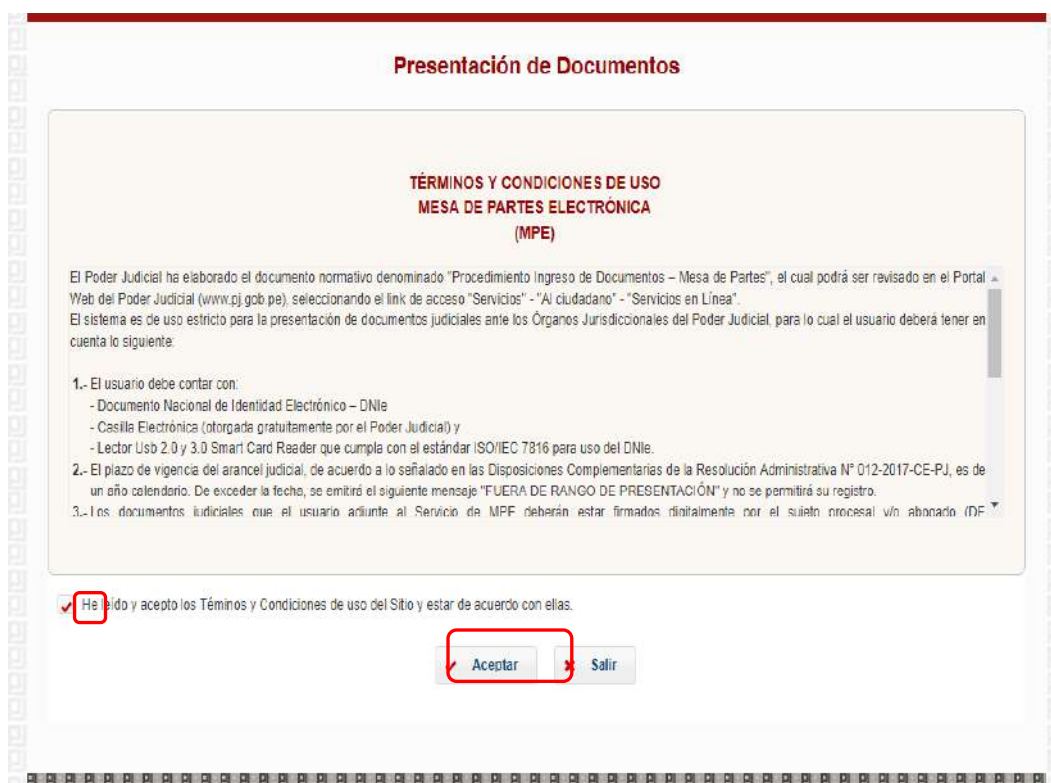 Presentación de Documentos
TÉRMINOS Y CONDICIONES DE USO
MESA DE PARTES ELECTRÓNICA
(MPE)
El Poder Judicial ha elaborado el documento normativo denominado "Procedimiento Ingreso de Documentos – Mesa de Partes", el cual podrá ser revisado en el Portal
Web del Poder Judicial (www.pj.gob.pe), seleccionando el link de acceso "Servicios" - "Al ciudadano" - "Servicios en Línea".
El sistema es de uso estricto para la presentación de documentos judiciales ante los Órganos Jurisdiccionales del Poder Judicial, para lo cual el usuario deberá tener en
cuenta lo siguiente:
1.- El usuario debe contar con:
- Documento Nacional de Identidad Electrónico – DNIe
- Casilla Electrónica (otorgada gratuitamente por el Poder Judicial) y
- Lector Usb 2.0 y 3.0 Smart Card Reader que cumpla con el estándar ISO/IEC 7816 para uso del DNIe.
2.- El plazo de vigencia del arancel judicial, de acuerdo a lo señalado en las Disposiciones Complementarias de la Resolución Administrativa N° 012-2017-CE-PJ, es de
un año calendario. De exceder la fecha, se emitirá el siguiente mensaje "FUERA DE RANGO DE PRESENTACIÓN" y no se permitirá su registro.
3.- Los documentos judiciales que el usuario adjunte al Servicio de MPE deberán estar firmados digitalmente por el sujeto procesal y/o abogado (DE
He leído y acepto los Téminos y Condiciones de uso del Sitio y estar de acuerdo con ellas.
Aceptar Salir